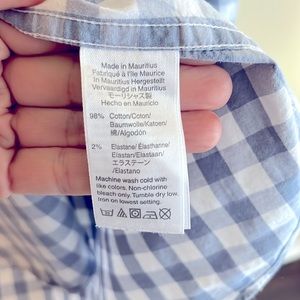 Made in Mauritius
Fabriqué à l'île Maurice
In Mauritius Hergestellt
Vervaardigd in Mauritius
モーリシャス製
Hecho en Mauricio
98% Cotton/Coton/
Baumwolle/Katoen/
綿/Algodón
2% Elastane/Élasthanne/
Elastan/Elastaan/
エラステーン
/Elastano
Machine wash cold with
like colors. Non-chlorine
bleach only. Tumble dry low.
Iron on lowest setting.